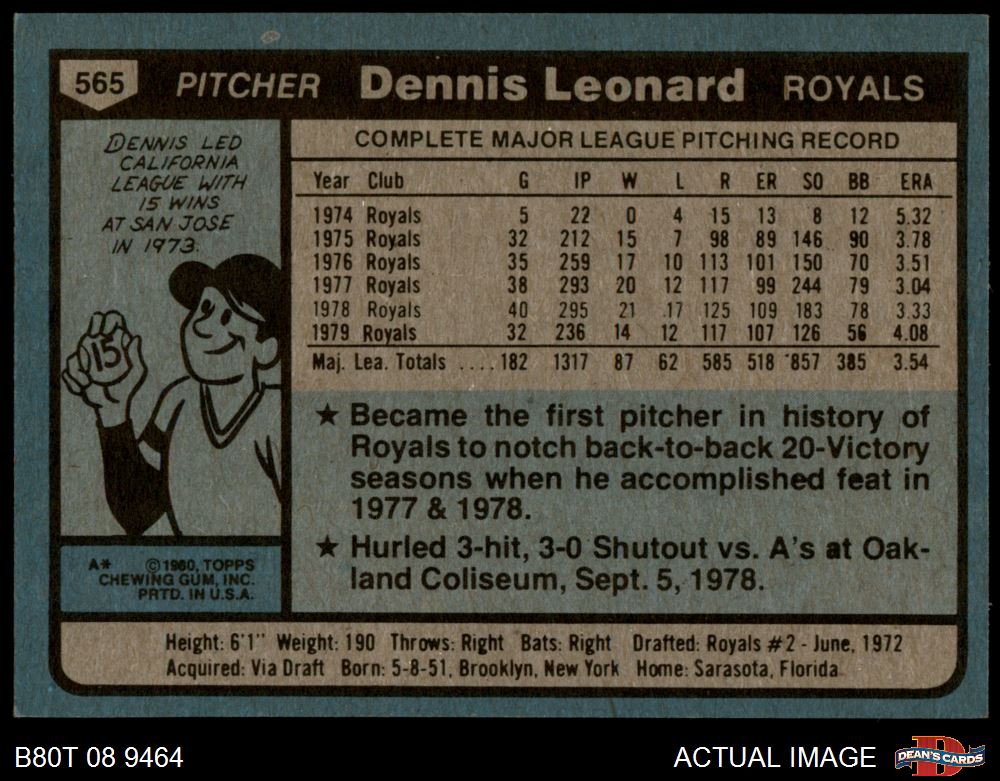 565 PITCHER Dennis Leonard ROYALS
DENNIS LED
CALIFORNIA
LEAGUE WITH
15 WINS
AT SAN JOSE
IN 1973.
15
A* ©1980, TOPPS
CHEWING GUM, INC.
PRTD. IN U.S.A.
COMPLETE MAJOR LEAGUE PITCHING RECORD
Year Club G IP W L R ER SO BB ERA
1974 Royals 5 22 0 4 15 13 8 12 5.32
1975 Royals 32 212 15 7 98 89 146 90 3.78
1976 Royals 35 259 17 10 113 101 150 70 3.51
1977 Royals 38 293 20 12 117 99 244 79 3.04
1978 Royals 40 295 21 17 125 109 183 78 3.33
1979 Royals 32 236 14 12 117 107 126 56 4.08
Maj. Lea. Totals .... 182 1317 87 62 585 518 857 385 3.54
★ Became the first pitcher in history of
Royals to notch back-to-back 20-Victory
seasons when he accomplished feat in
1977 & 1978.
★ Hurled 3-hit, 3-0 Shutout vs. A's at Oak-
land Coliseum, Sept. 5, 1978.
Height: 6'1" Weight: 190 Throws: Right Bats: Right Drafted: Royals #2 - June, 1972
Acquired: Via Draft Born: 5-8-51, Brooklyn, New York Home: Sarasota, Florida
B80T 08 9464 ACTUAL IMAGE D DEAN'S CARDS